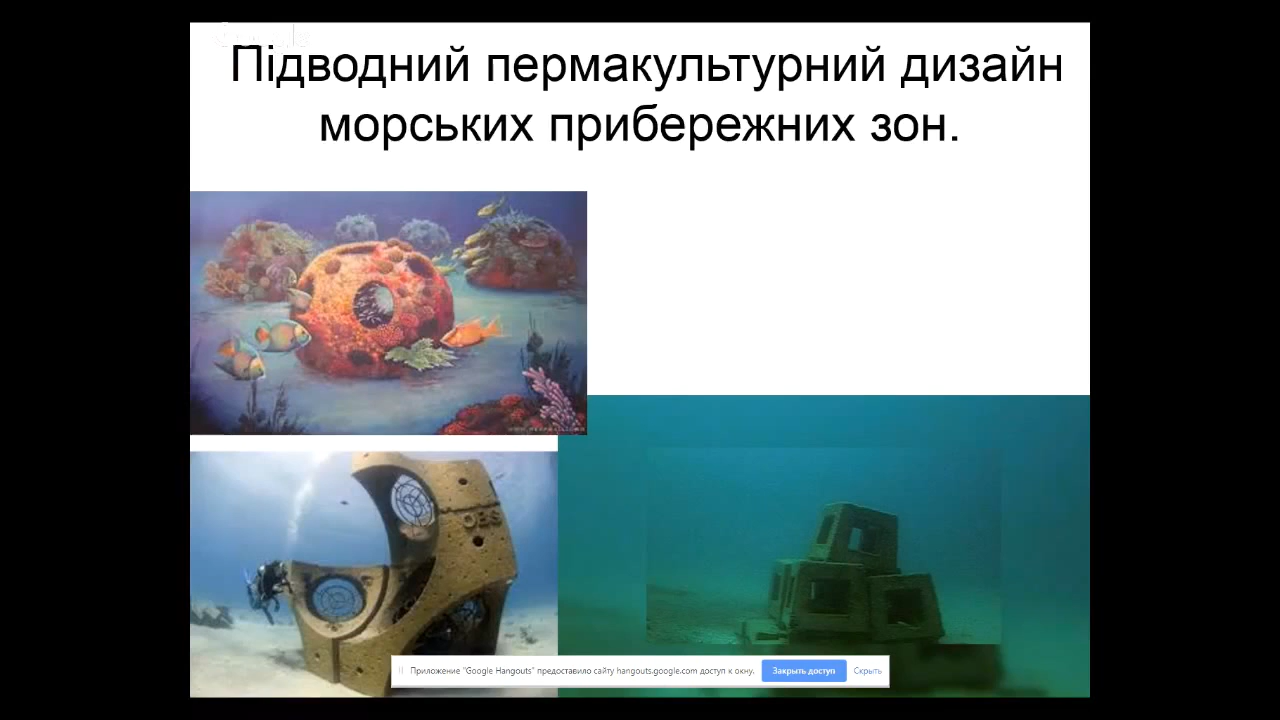 Підводний пермакультурний дизайн
морських прибережних зон.
OBS
Приложение "Google Hangouts" предоставило сайту hangouts.google.com доступ к окну.
Закрыть доступ
Скрыть